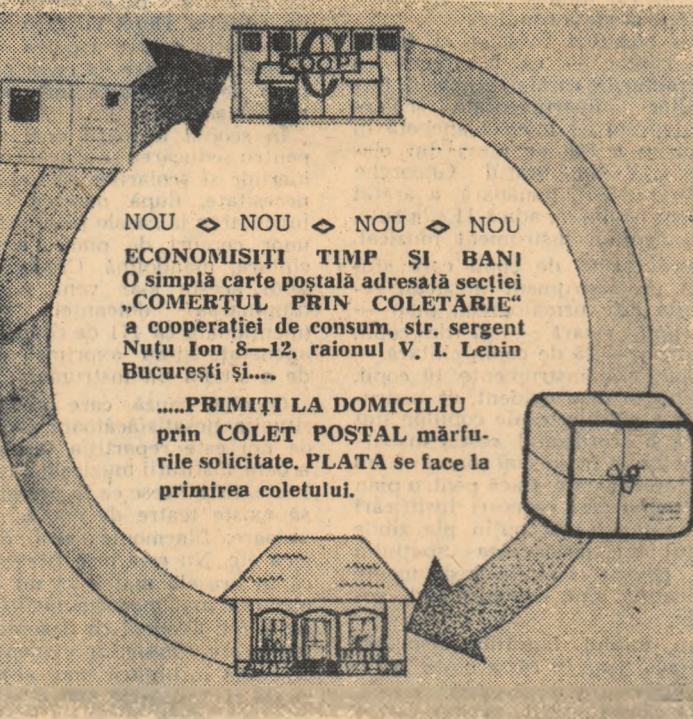 COOP
NOU ◇ NOU ◇ NOU ◇ NOU
ECONOMISIȚI TIMP ȘI BANI
O simplă carte poștală adresată secției
„COMERȚUL PRIN COLETĂRIE“
a cooperației de consum, str. sergent
Nuțu Ion 8—12, raionul V. I. Lenin
București și....
.....PRIMIȚI LA DOMICILIU
prin COLET POȘTAL mărfu-
rile solicitate. PLATA se face la
primirea coletului.